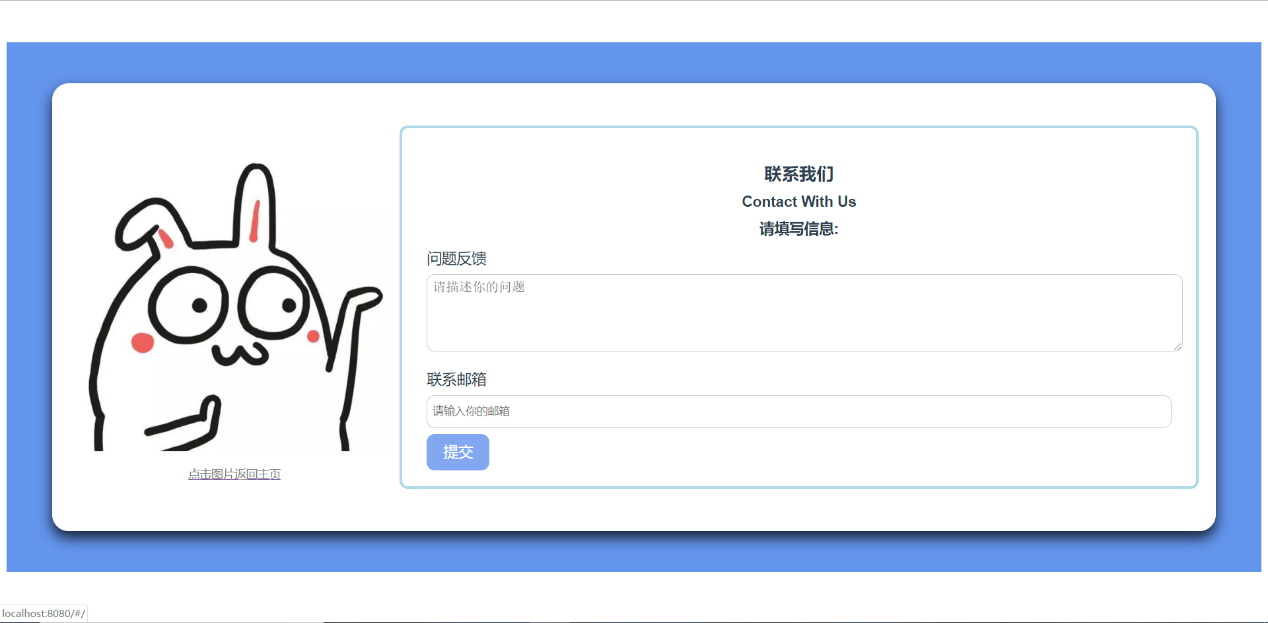 联系我们
Contact With Us
请填写信息:
问题反馈
请描述你的问题
联系邮箱
请输入你的邮箱
提交
点击图片返回主页
localhost:8080/#/